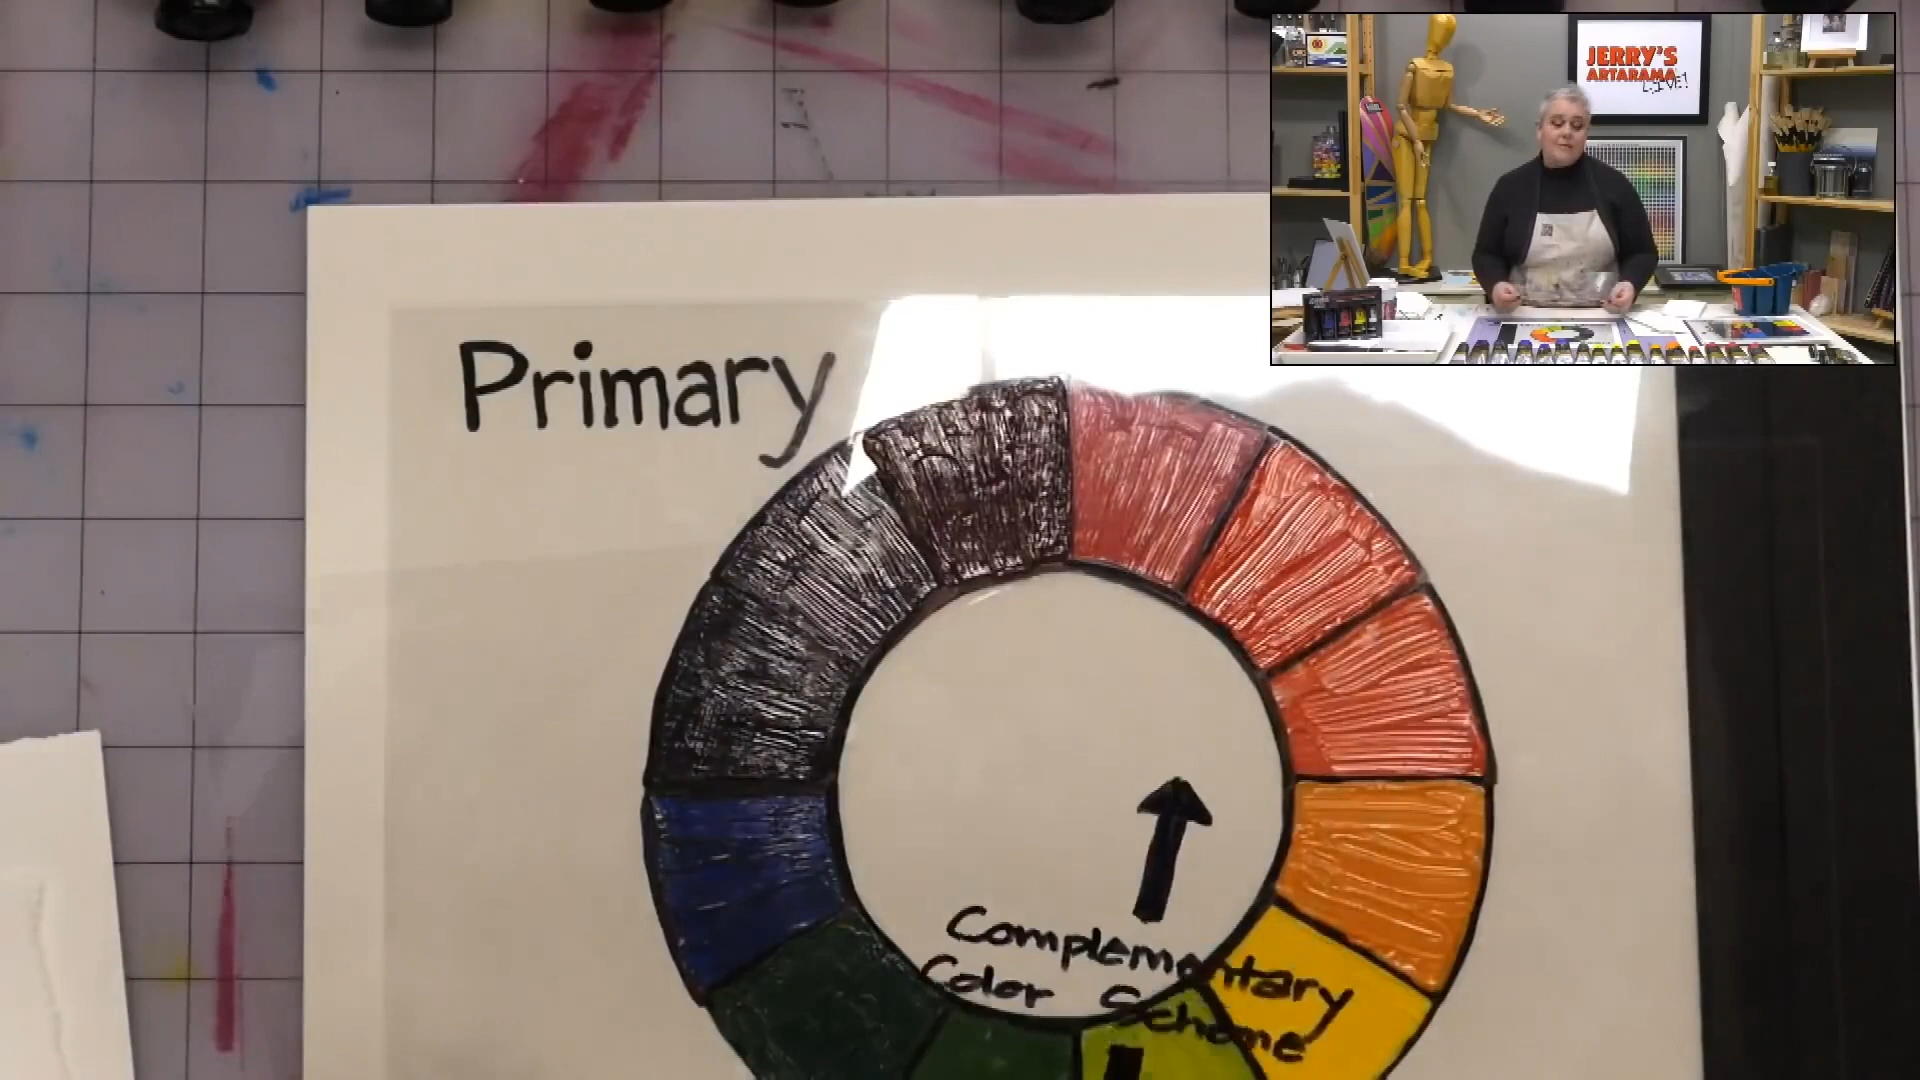 JERRY'S
ARTARAMA
LIVE!
Primary
Complementary
Color Scheme